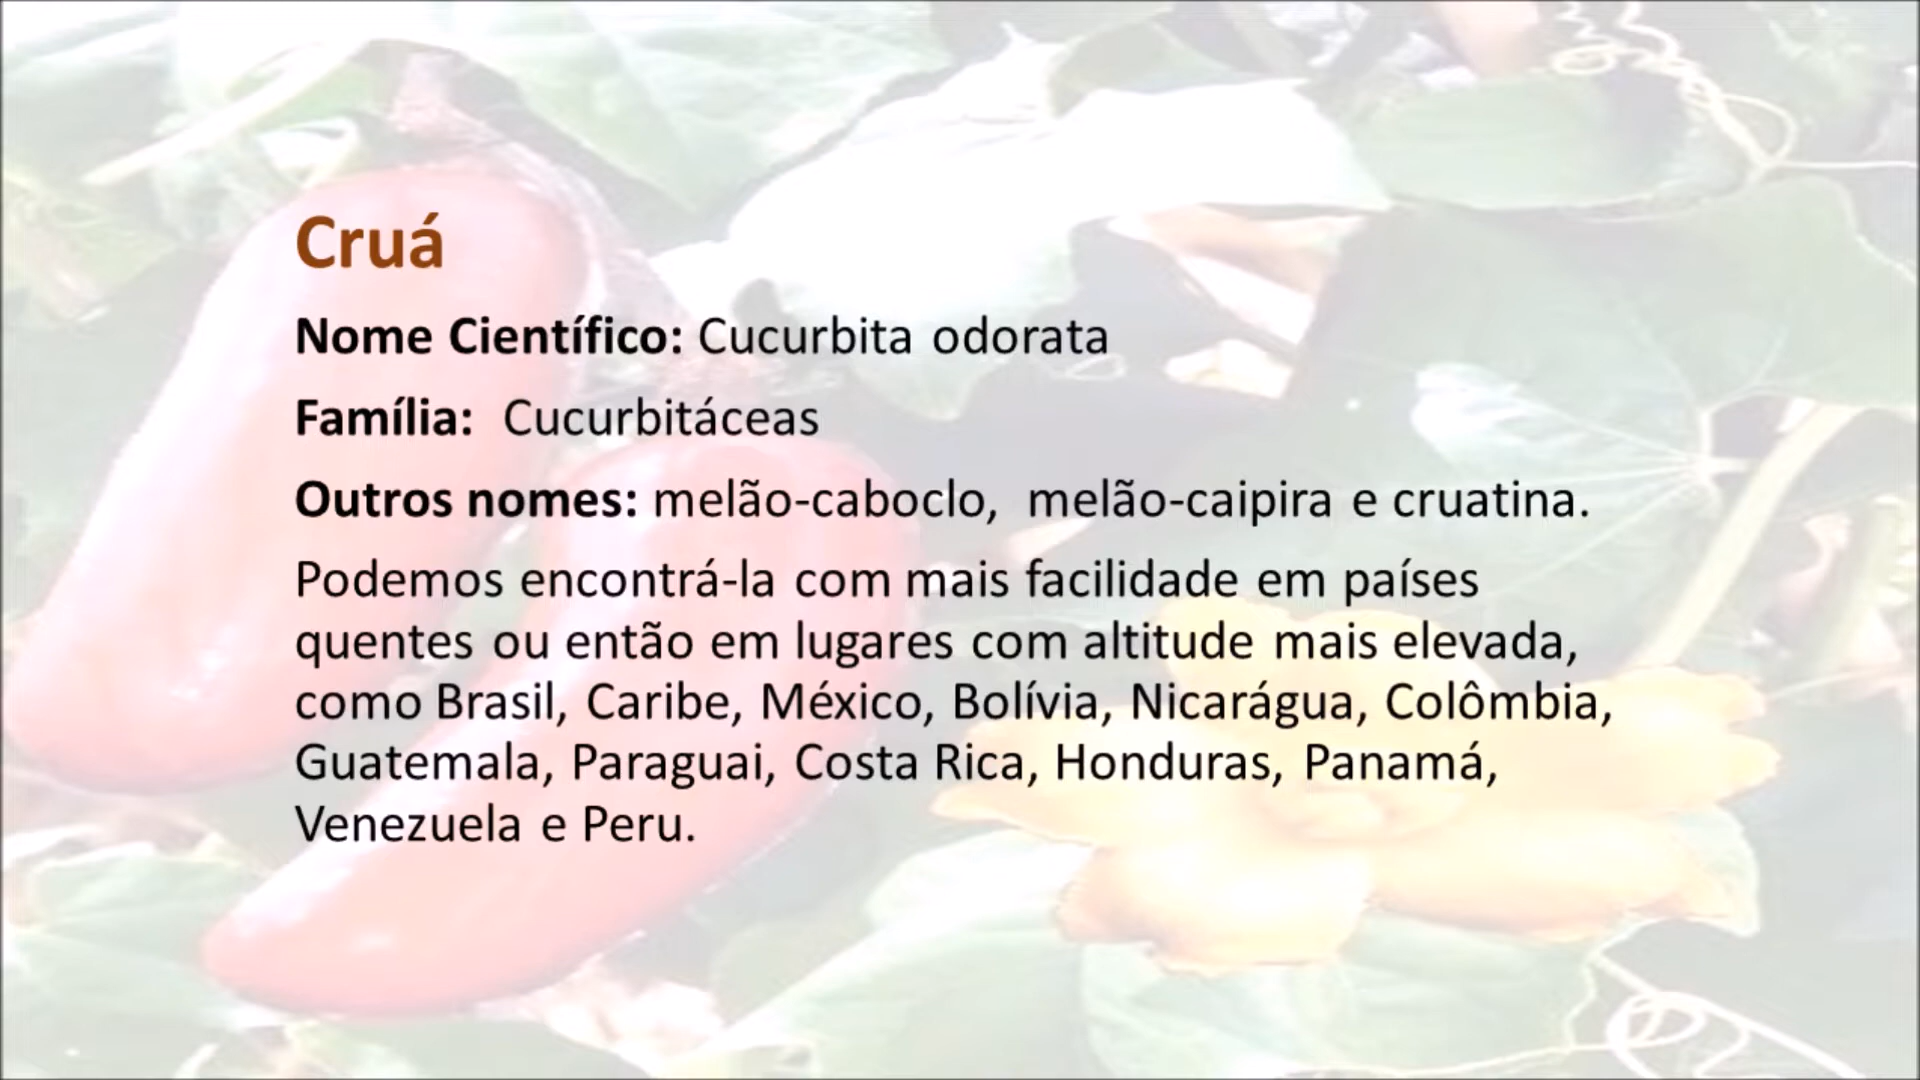 Cruá
Nome Científico: Cucurbita odorata
Família: Cucurbitáceas
Outros nomes: melão-caboclo, melão-caipira e cruatina.
Podemos encontrá-la com mais facilidade em países
quentes ou então em lugares com altitude mais elevada,
como Brasil, Caribe, México, Bolívia, Nicarágua, Colômbia,
Guatemala, Paraguai, Costa Rica, Honduras, Panamá,
Venezuela e Peru.